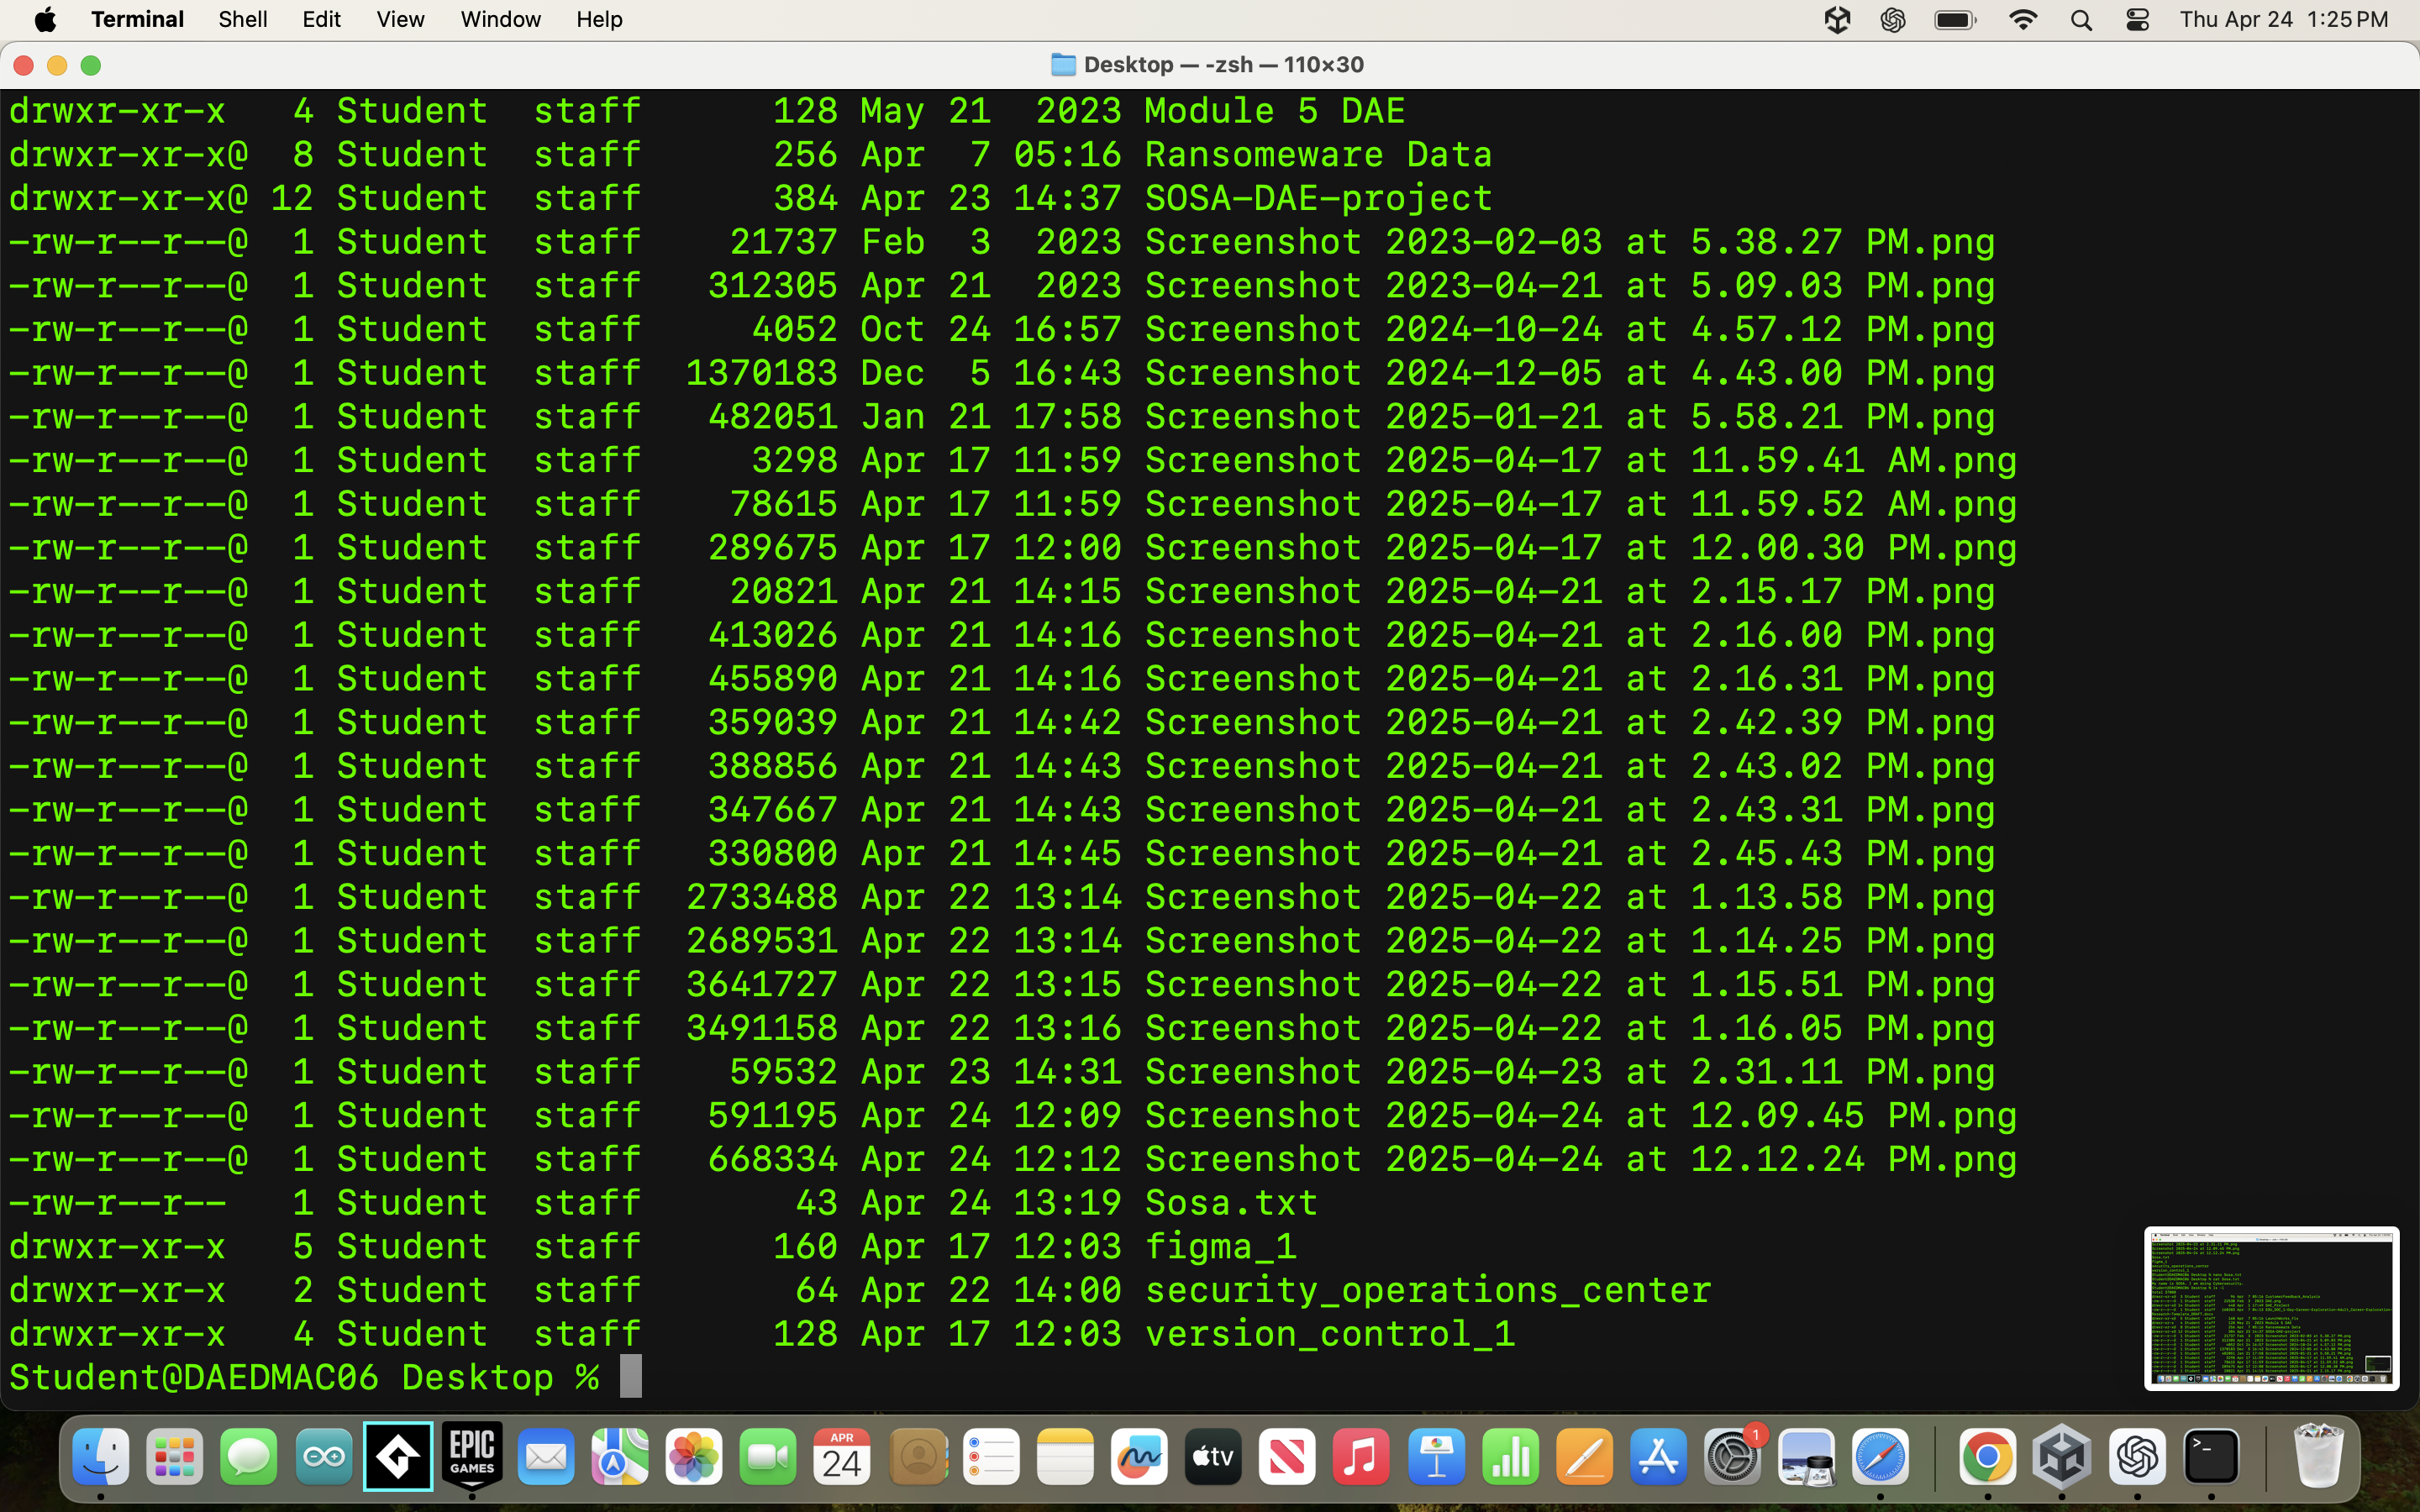 Terminal Shell Edit View Window Help Thu Apr 24 1:25 PM
Desktop — -zsh — 110×30
drwxr-xr-x   4 Student  staff      128 May 21  2023 Module 5 DAE
drwxr-xr-x@  8 Student  staff      256 Apr  7 05:16 Ransomeware Data
drwxr-xr-x@ 12 Student  staff      384 Apr 23 14:37 SOSA-DAE-project
-rw-r--r--@  1 Student  staff    21737 Feb  3  2023 Screenshot 2023-02-03 at 5.38.27 PM.png
-rw-r--r--@  1 Student  staff   312305 Apr 21  2023 Screenshot 2023-04-21 at 5.09.03 PM.png
-rw-r--r--@  1 Student  staff     4052 Oct 24 16:57 Screenshot 2024-10-24 at 4.57.12 PM.png
-rw-r--r--@  1 Student  staff  1370183 Dec  5 16:43 Screenshot 2024-12-05 at 4.43.00 PM.png
-rw-r--r--@  1 Student  staff   482051 Jan 21 17:58 Screenshot 2025-01-21 at 5.58.21 PM.png
-rw-r--r--@  1 Student  staff     3298 Apr 17 11:59 Screenshot 2025-04-17 at 11.59.41 AM.png
-rw-r--r--@  1 Student  staff    78615 Apr 17 11:59 Screenshot 2025-04-17 at 11.59.52 AM.png
-rw-r--r--@  1 Student  staff   289675 Apr 17 12:00 Screenshot 2025-04-17 at 12.00.30 PM.png
-rw-r--r--@  1 Student  staff    20821 Apr 21 14:15 Screenshot 2025-04-21 at 2.15.17 PM.png
-rw-r--r--@  1 Student  staff   413026 Apr 21 14:16 Screenshot 2025-04-21 at 2.16.00 PM.png
-rw-r--r--@  1 Student  staff   455890 Apr 21 14:16 Screenshot 2025-04-21 at 2.16.31 PM.png
-rw-r--r--@  1 Student  staff   359039 Apr 21 14:42 Screenshot 2025-04-21 at 2.42.39 PM.png
-rw-r--r--@  1 Student  staff   388856 Apr 21 14:43 Screenshot 2025-04-21 at 2.43.02 PM.png
-rw-r--r--@  1 Student  staff   347667 Apr 21 14:43 Screenshot 2025-04-21 at 2.43.31 PM.png
-rw-r--r--@  1 Student  staff   330800 Apr 21 14:45 Screenshot 2025-04-21 at 2.45.43 PM.png
-rw-r--r--@  1 Student  staff  2733488 Apr 22 13:14 Screenshot 2025-04-22 at 1.13.58 PM.png
-rw-r--r--@  1 Student  staff  2689531 Apr 22 13:14 Screenshot 2025-04-22 at 1.14.25 PM.png
-rw-r--r--@  1 Student  staff  3641727 Apr 22 13:15 Screenshot 2025-04-22 at 1.15.51 PM.png
-rw-r--r--@  1 Student  staff  3491158 Apr 22 13:16 Screenshot 2025-04-22 at 1.16.05 PM.png
-rw-r--r--@  1 Student  staff    59532 Apr 23 14:31 Screenshot 2025-04-23 at 2.31.11 PM.png
-rw-r--r--@  1 Student  staff   591195 Apr 24 12:09 Screenshot 2025-04-24 at 12.09.45 PM.png
-rw-r--r--@  1 Student  staff   668334 Apr 24 12:12 Screenshot 2025-04-24 at 12.12.24 PM.png
-rw-r--r--   1 Student  staff       43 Apr 24 13:19 Sosa.txt
drwxr-xr-x   5 Student  staff      160 Apr 17 12:03 figma_1
drwxr-xr-x   2 Student  staff       64 Apr 22 14:00 security_operations_center
drwxr-xr-x   4 Student  staff      128 Apr 17 12:03 version_control_1
Student@DAEDMAC06 Desktop %
EPIC
GAMES
APR
24
tv
1
>_